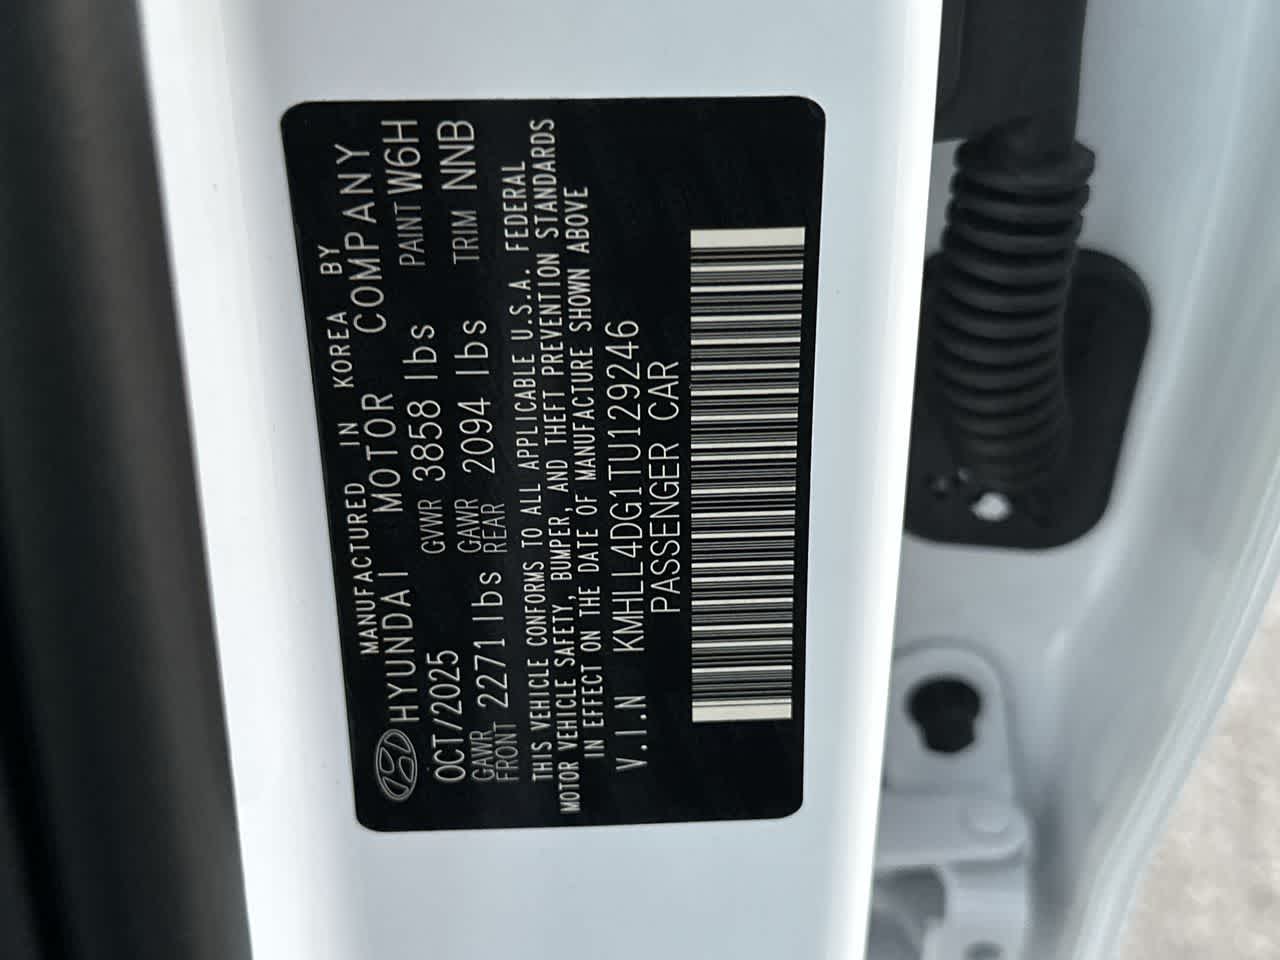 MANUFACTURED IN KOREA BY
HYUNDAI MOTOR COMPANY
OCT/2025 GVWR 3858 lbs PAINT W6H
GAWR FRONT 2271 lbs GAWR REAR 2094 lbs TRIM NNB
THIS VEHICLE CONFORMS TO ALL APPLICABLE U.S.A. FEDERAL
MOTOR VEHICLE SAFETY, BUMPER, AND THEFT PREVENTION STANDARDS
IN EFFECT ON THE DATE OF MANUFACTURE SHOWN ABOVE
V.I.N KMHLL4DG1TU129246
PASSENGER CAR